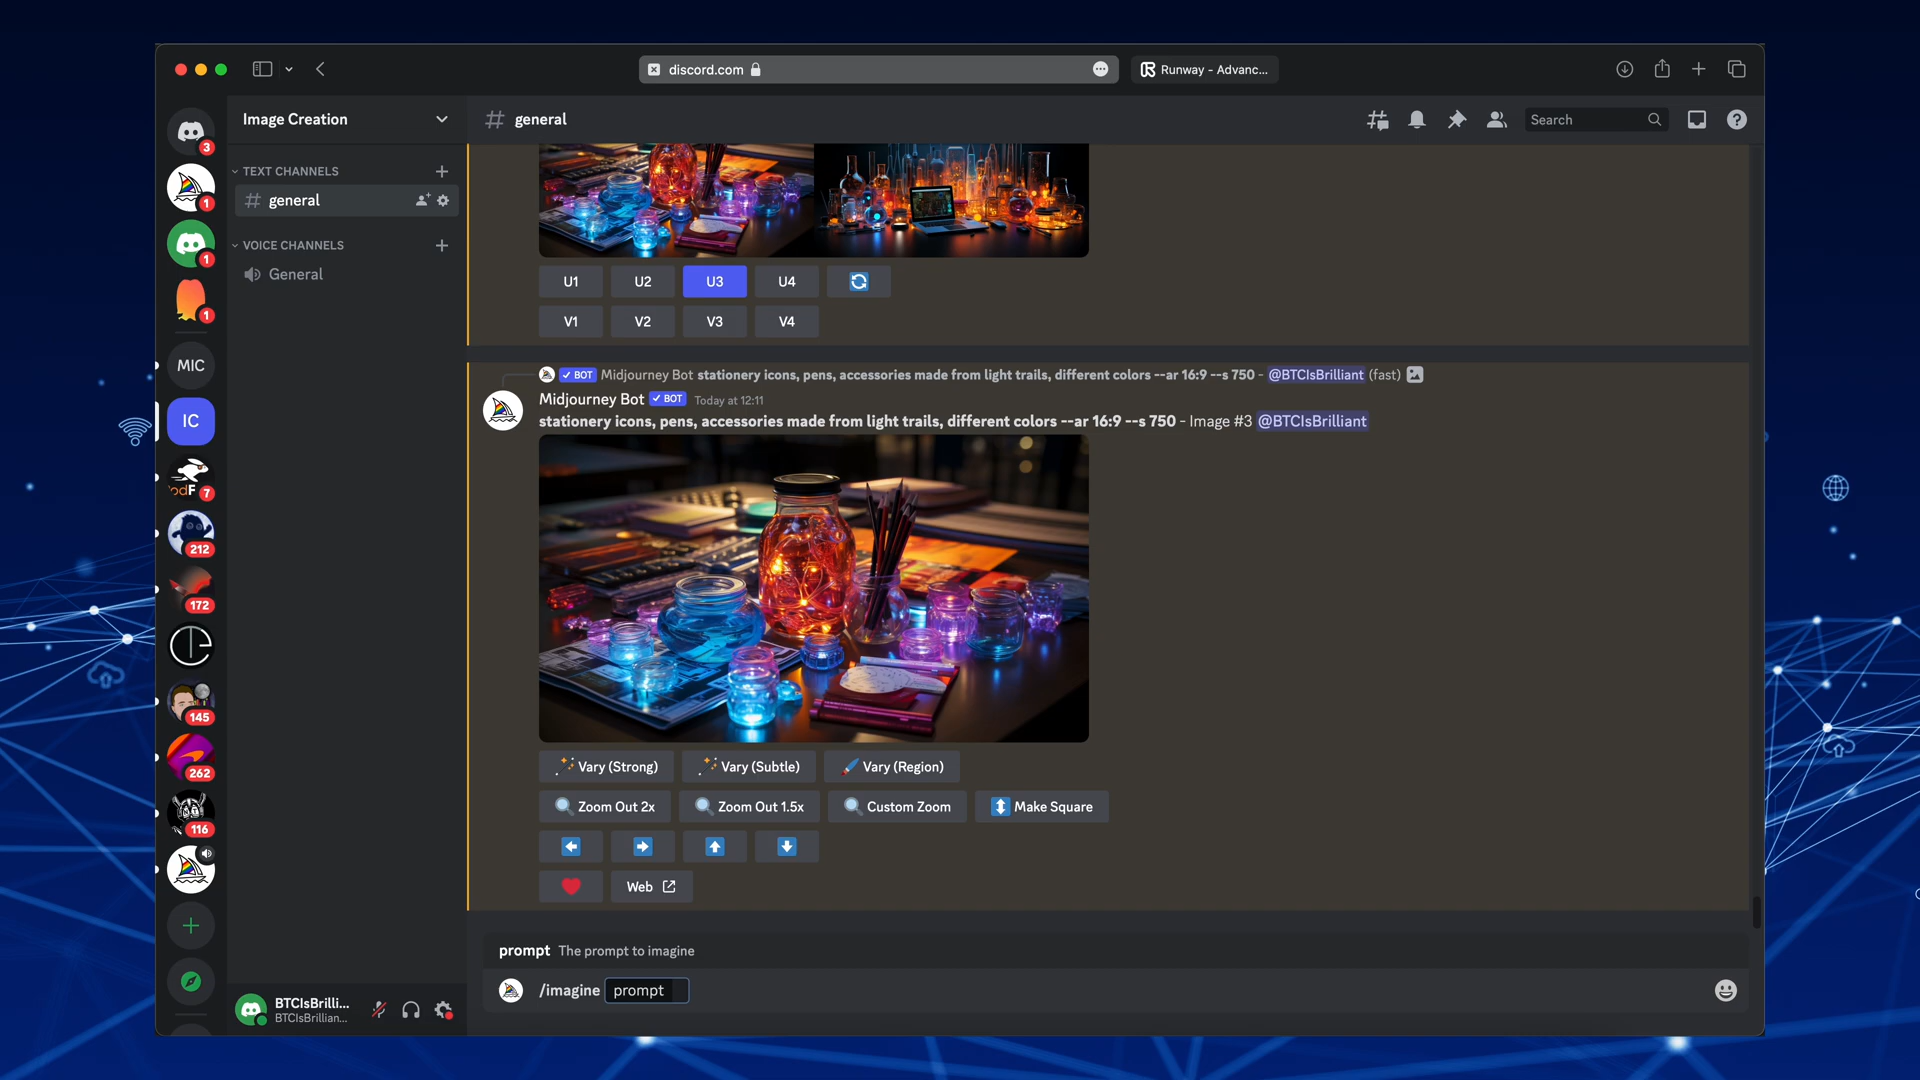 discord.com
Runway - Advanc...
Image Creation
general
Search
TEXT CHANNELS
general
VOICE CHANNELS
General
3
1
1
1
MIC
IC
odF
7
212
172
145
262
116
U1 U2 U3 U4
V1 V2 V3 V4
BOT Midjourney Bot stationery icons, pens, accessories made from light trails, different colors --ar 16:9 --s 750 - @BTCIsBrilliant (fast)
Midjourney Bot BOT Today at 12:11
stationery icons, pens, accessories made from light trails, different colors --ar 16:9 --s 750 - Image #3 @BTCIsBrilliant
Vary (Strong) Vary (Subtle) Vary (Region)
Zoom Out 2x Zoom Out 1.5x Custom Zoom Make Square
Web
prompt The prompt to imagine
/imagine prompt
BTCIsBrilli...
BTCIsBrillian...